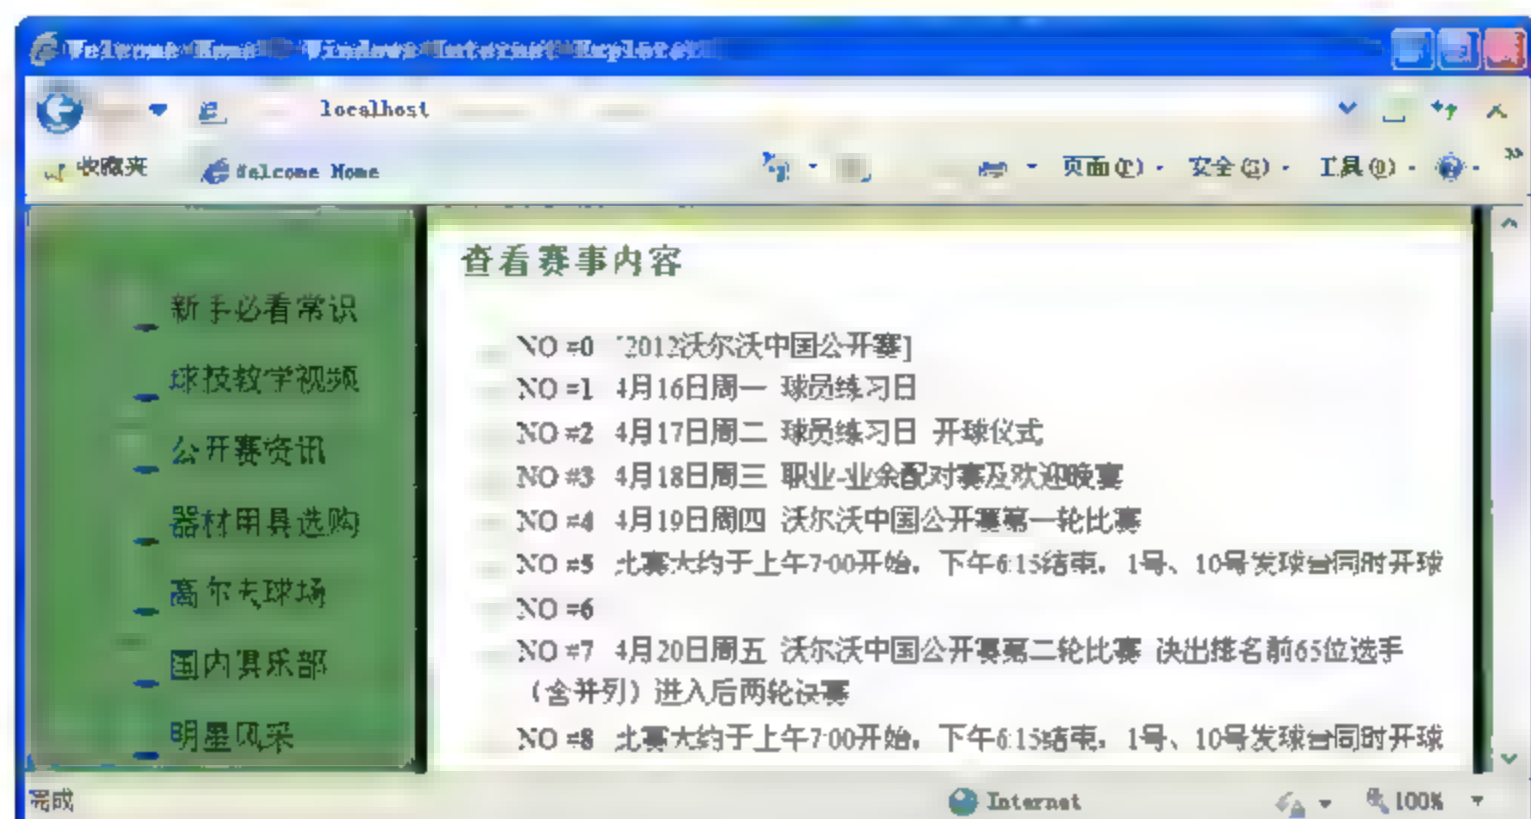 Welcome Home - Windows Internet Explorer
localhost
收藏夹
Welcome Home
页面(P)
安全(S)
工具(O)
新手必看常识
球技教学视频
公开赛资讯
器材用具选购
高尔夫球场
国内俱乐部
明星风采
查看赛事内容
NO #0 [2012沃尔沃中国公开赛]
NO #1 4月16日周一 球员练习日
NO #2 4月17日周二 球员练习日 开球仪式
NO #3 4月18日周三 职业-业余配对赛及欢迎晚宴
NO #4 4月19日周四 沃尔沃中国公开赛第一轮比赛
NO #5 比赛大约于上午7:00开始，下午6:15结束，1号、10号发球台同时开球
NO #6
NO #7 4月20日周五 沃尔沃中国公开赛第二轮比赛 决出排名前65位选手
（含并列）进入后两轮决赛
NO #8 比赛大约于上午7:00开始，下午6:15结束，1号、10号发球台同时开球
完成
Internet
100%